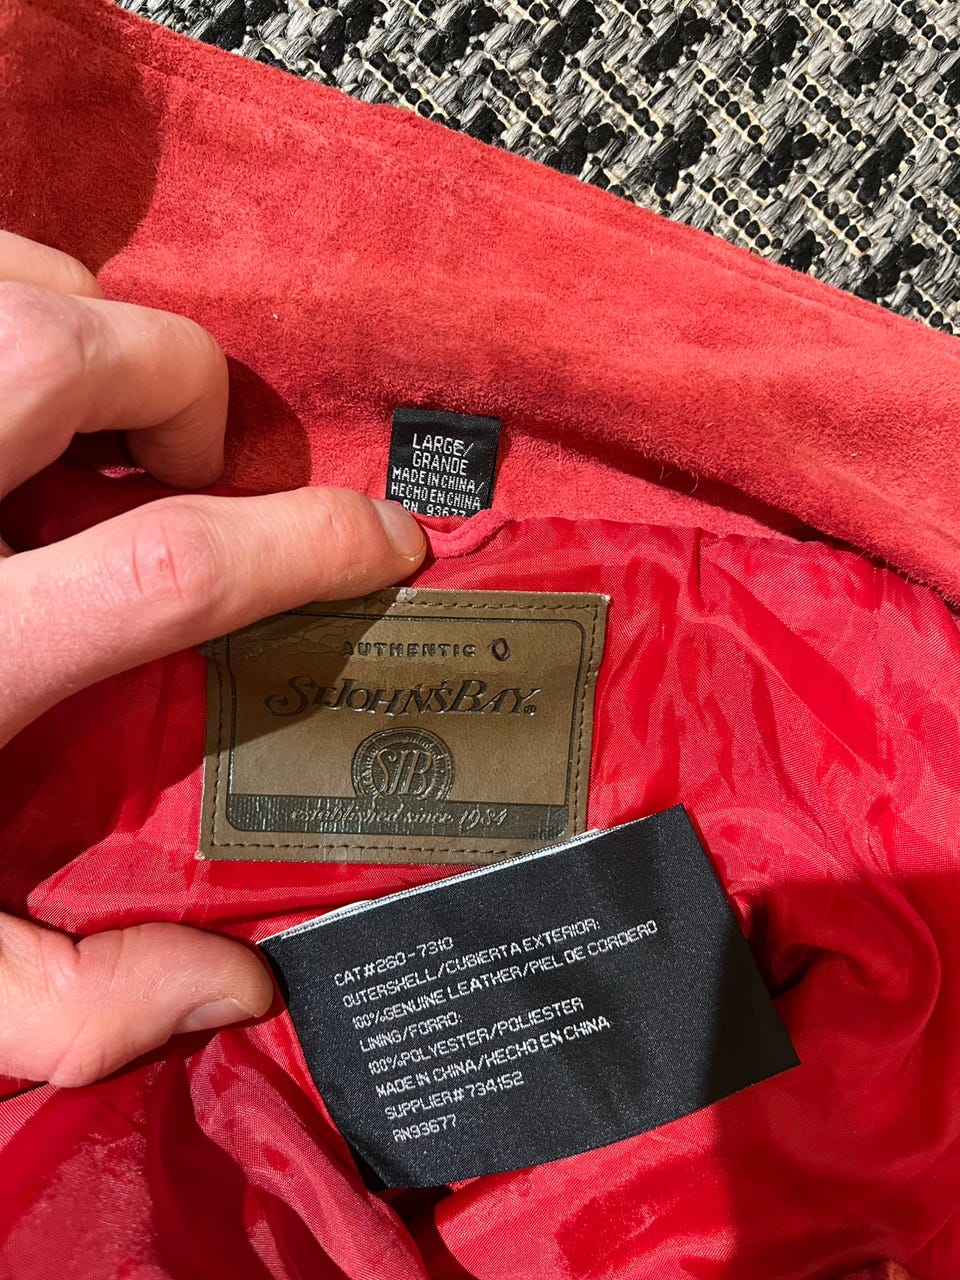 LARGE/
GRANDE
MADE IN CHINA/
HECHO EN CHINA
RN 93677
AUTHENTIC
ST. JOHN'S BAY®
SJB
established since 1984
CAT#260-7310
OUTERSHELL/CUBIERTA EXTERIOR:
100%GENUINE LEATHER/PIEL DE CORDERO
LINING/FORRO:
100%POLYESTER/POLIESTER
MADE IN CHINA/HECHO EN CHINA
SUPPLIER# 734152
RN93677